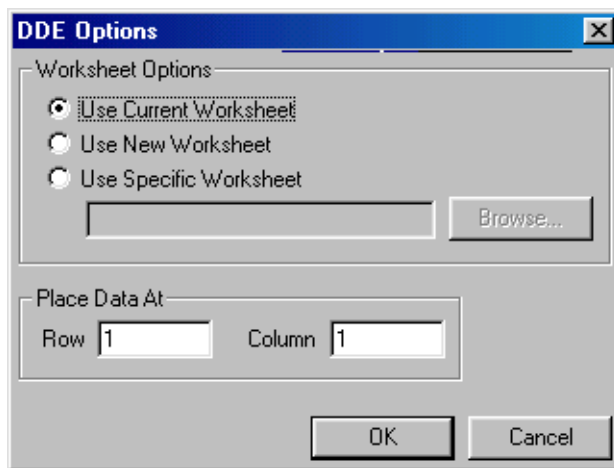 DDE Options
Worksheet Options
Use Current Worksheet
Use New Worksheet
Use Specific Worksheet
Browse...
Place Data At
Row 1 Column 1
OK Cancel